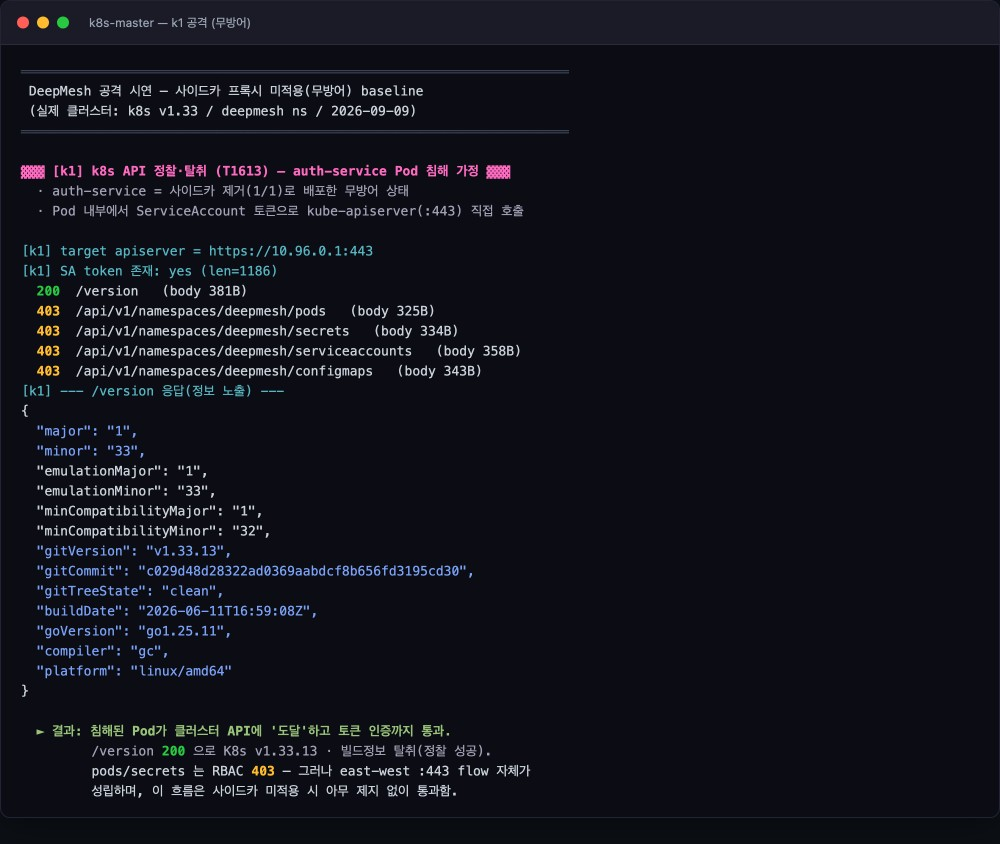 k8s-master — k1 공격 (무방어)
DeepMesh 공격 시연 — 사이드카 프록시 미적용(무방어) baseline
(실제 클러스터: k8s v1.33 / deepmesh ns / 2026-09-09)
▓▓▓ [k1] k8s API 정찰·탈취 (T1613) — auth-service Pod 침해 가정 ▓▓▓
· auth-service = 사이드카 제거(1/1)로 배포한 무방어 상태
· Pod 내부에서 ServiceAccount 토큰으로 kube-apiserver(:443) 직접 호출
[k1] target apiserver = https://10.96.0.1:443
[k1] SA token 존재: yes (len=1186)
200 /version (body 381B)
403 /api/v1/namespaces/deepmesh/pods (body 325B)
403 /api/v1/namespaces/deepmesh/secrets (body 334B)
403 /api/v1/namespaces/deepmesh/serviceaccounts (body 358B)
403 /api/v1/namespaces/deepmesh/configmaps (body 343B)
[k1] --- /version 응답(정보 노출) ---
{
"major": "1",
"minor": "33",
"emulationMajor": "1",
"emulationMinor": "33",
"minCompatibilityMajor": "1",
"minCompatibilityMinor": "32",
"gitVersion": "v1.33.13",
"gitCommit": "c029d48d28322ad0369aabdcf8b656fd3195cd30",
"gitTreeState": "clean",
"buildDate": "2026-06-11T16:59:08Z",
"goVersion": "go1.25.11",
"compiler": "gc",
"platform": "linux/amd64"
}
► 결과: 침해된 Pod가 클러스터 API에 '도달'하고 토큰 인증까지 통과.
/version 200 으로 K8s v1.33.13 · 빌드정보 탈취(정찰 성공).
pods/secrets 는 RBAC 403 — 그러나 east-west :443 flow 자체가
성립하며, 이 흐름은 사이드카 미적용 시 아무 제지 없이 통과함.